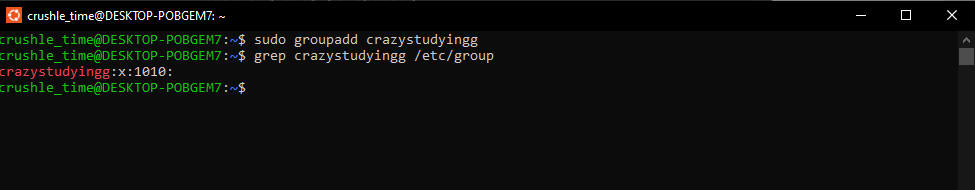 crushle_time@DESKTOP-POBGEM7: ~
crushle_time@DESKTOP-POBGEM7:~$ sudo groupadd crazystudyingg
crushle_time@DESKTOP-POBGEM7:~$ grep crazystudyingg /etc/group
crazystudyingg:x:1010:
crushle_time@DESKTOP-POBGEM7:~$